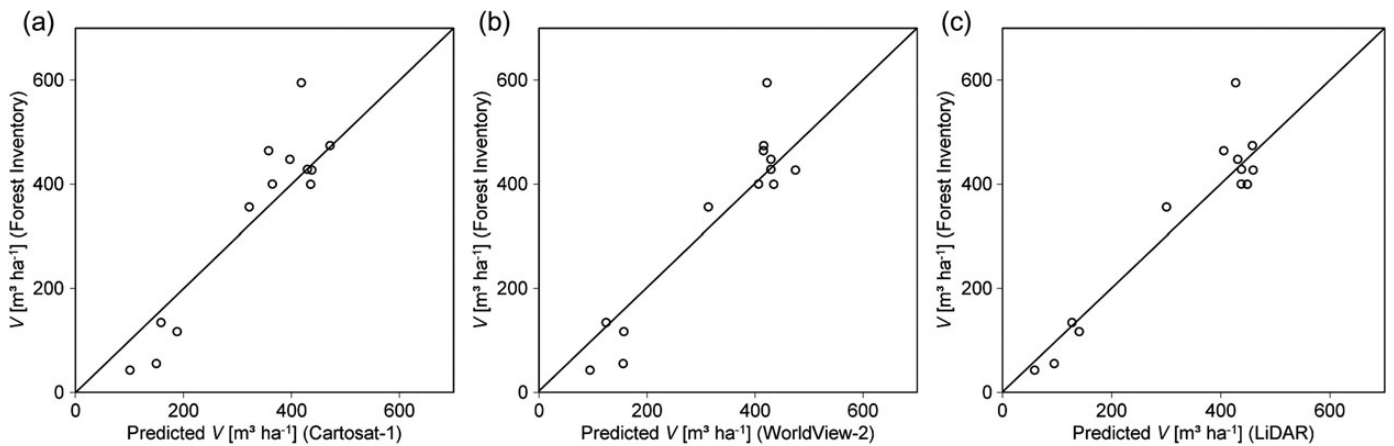 (a)
V [m³ ha⁻¹] (Forest Inventory)
600
400
200
0
0 200 400 600
Predicted V [m³ ha⁻¹] (Cartosat-1)
(b)
V [m³ ha⁻¹] (Forest Inventory)
600
400
200
0
0 200 400 600
Predicted V [m³ ha⁻¹] (WorldView-2)
(c)
V [m³ ha⁻¹] (Forest Inventory)
600
400
200
0
0 200 400 600
Predicted V [m³ ha⁻¹] (LiDAR)